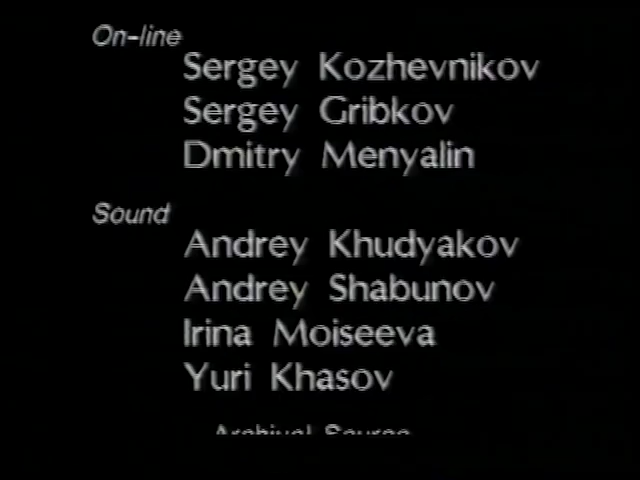 On-line
Sergey Kozhevnikov
Sergey Gribkov
Dmitry Menyalin
Sound
Andrey Khudyakov
Andrey Shabunov
Irina Moiseeva
Yuri Khasov
Archival Source